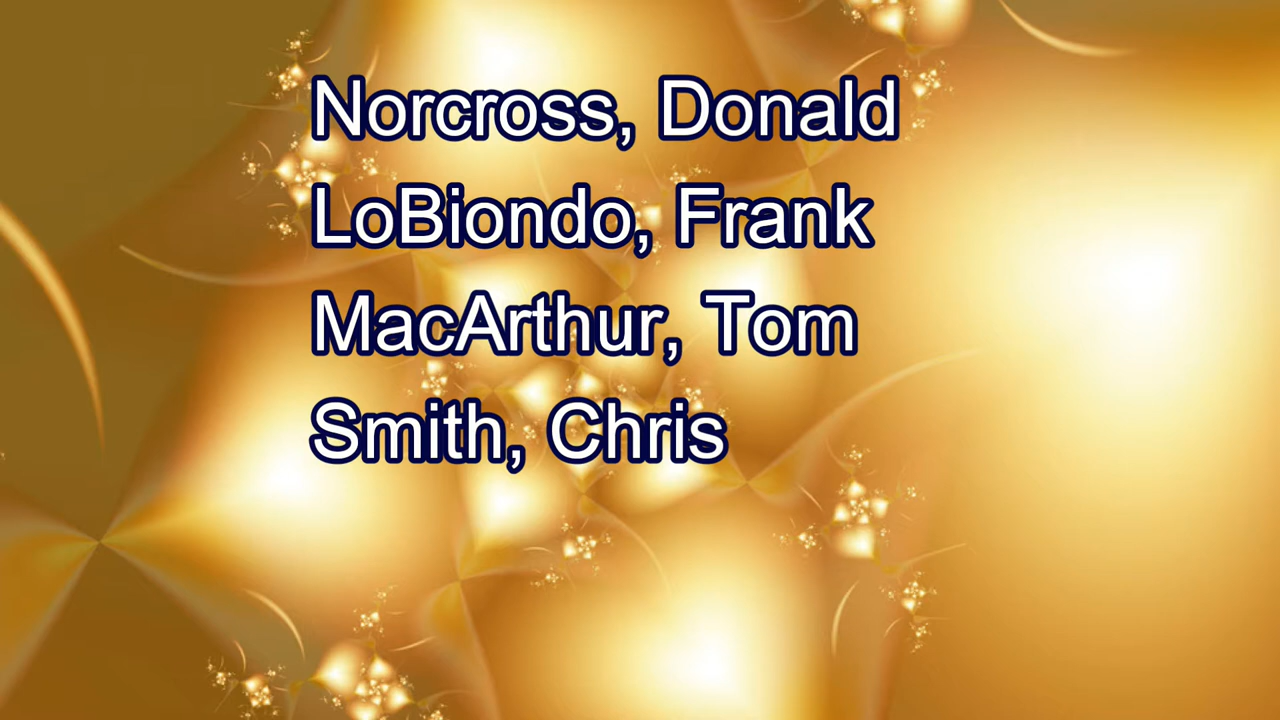 Norcross, Donald
LoBiondo, Frank
MacArthur, Tom
Smith, Chris